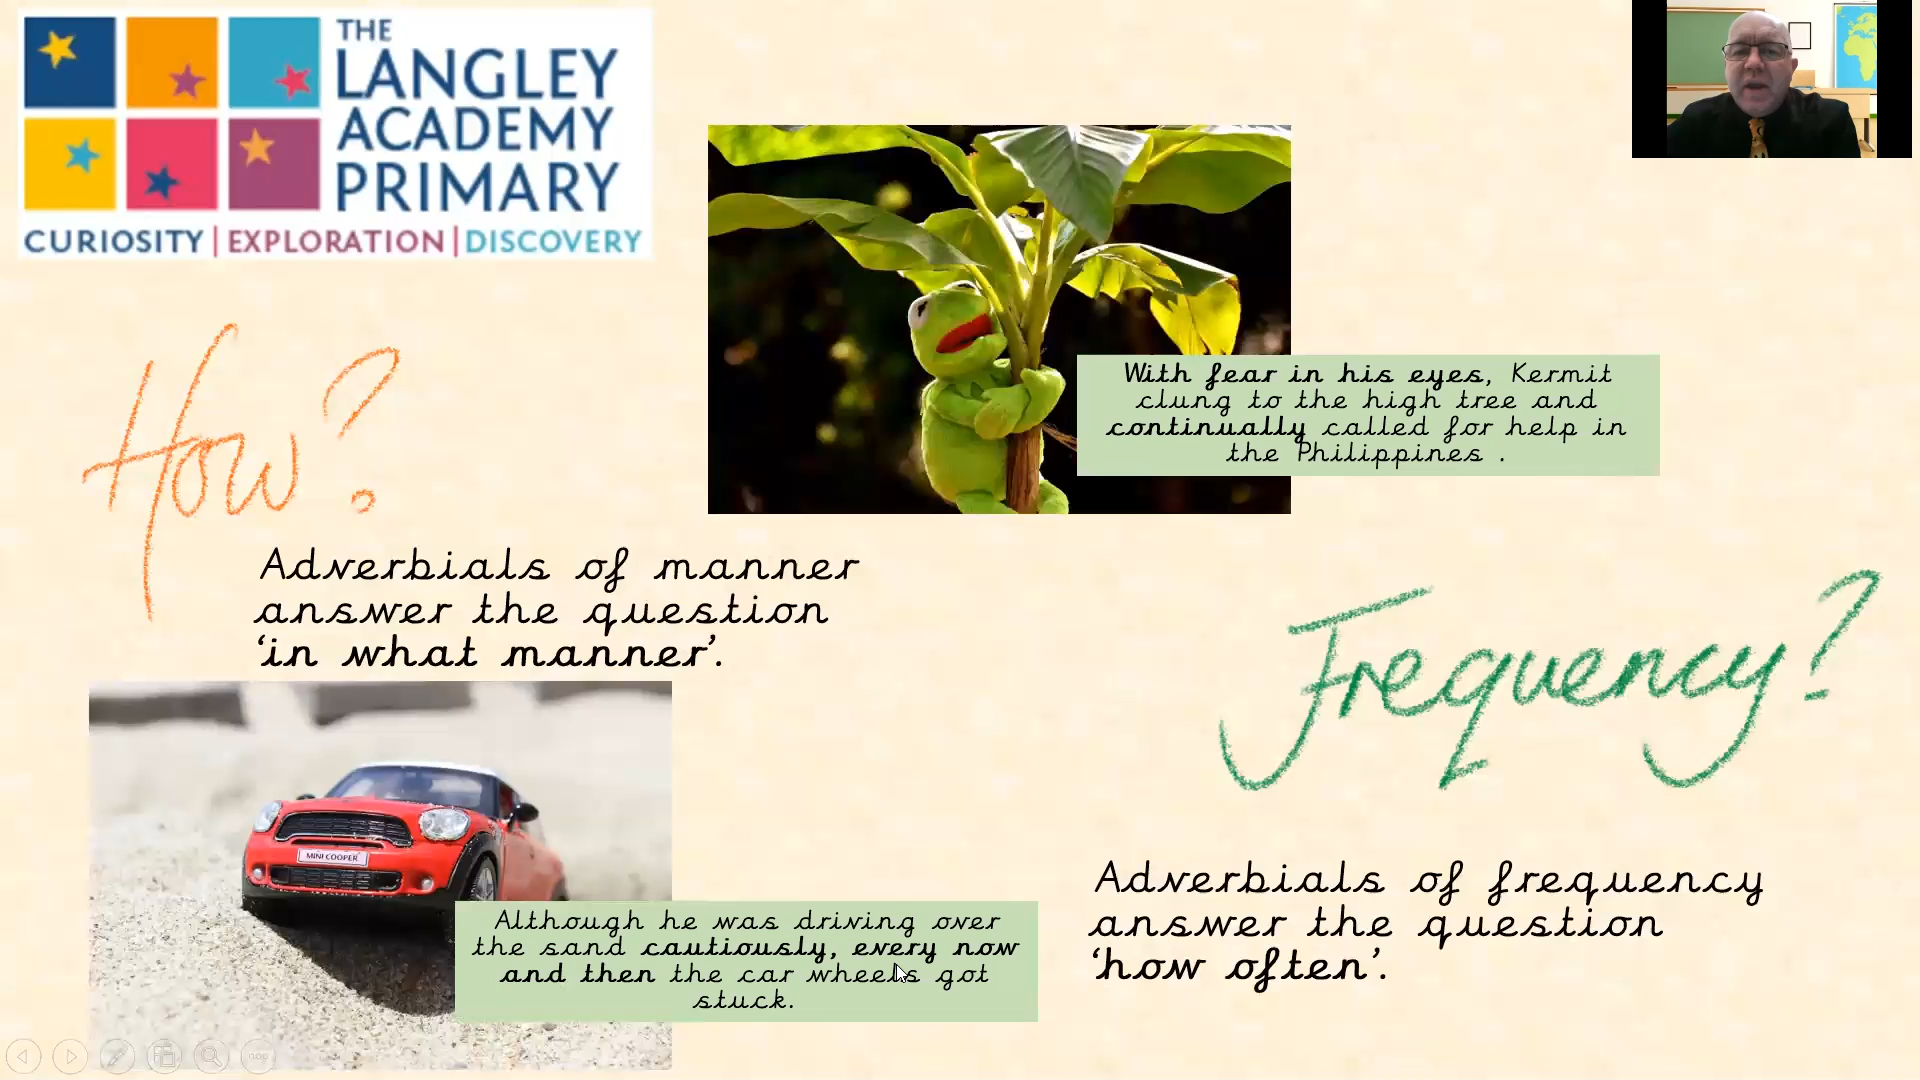 THE
LANGLEY
ACADEMY
PRIMARY
CURIOSITY | EXPLORATION | DISCOVERY
With fear in his eyes, Kermit
clung to the high tree and
continually called for help in
the Philippines .
How?
Adverbials of manner
answer the question
‘in what manner’.
Frequency?
MINI COOPER
Although he was driving over
the sand cautiously, every now
and then the car wheels got
stuck.
Adverbials of frequency
answer the question
‘how often’.